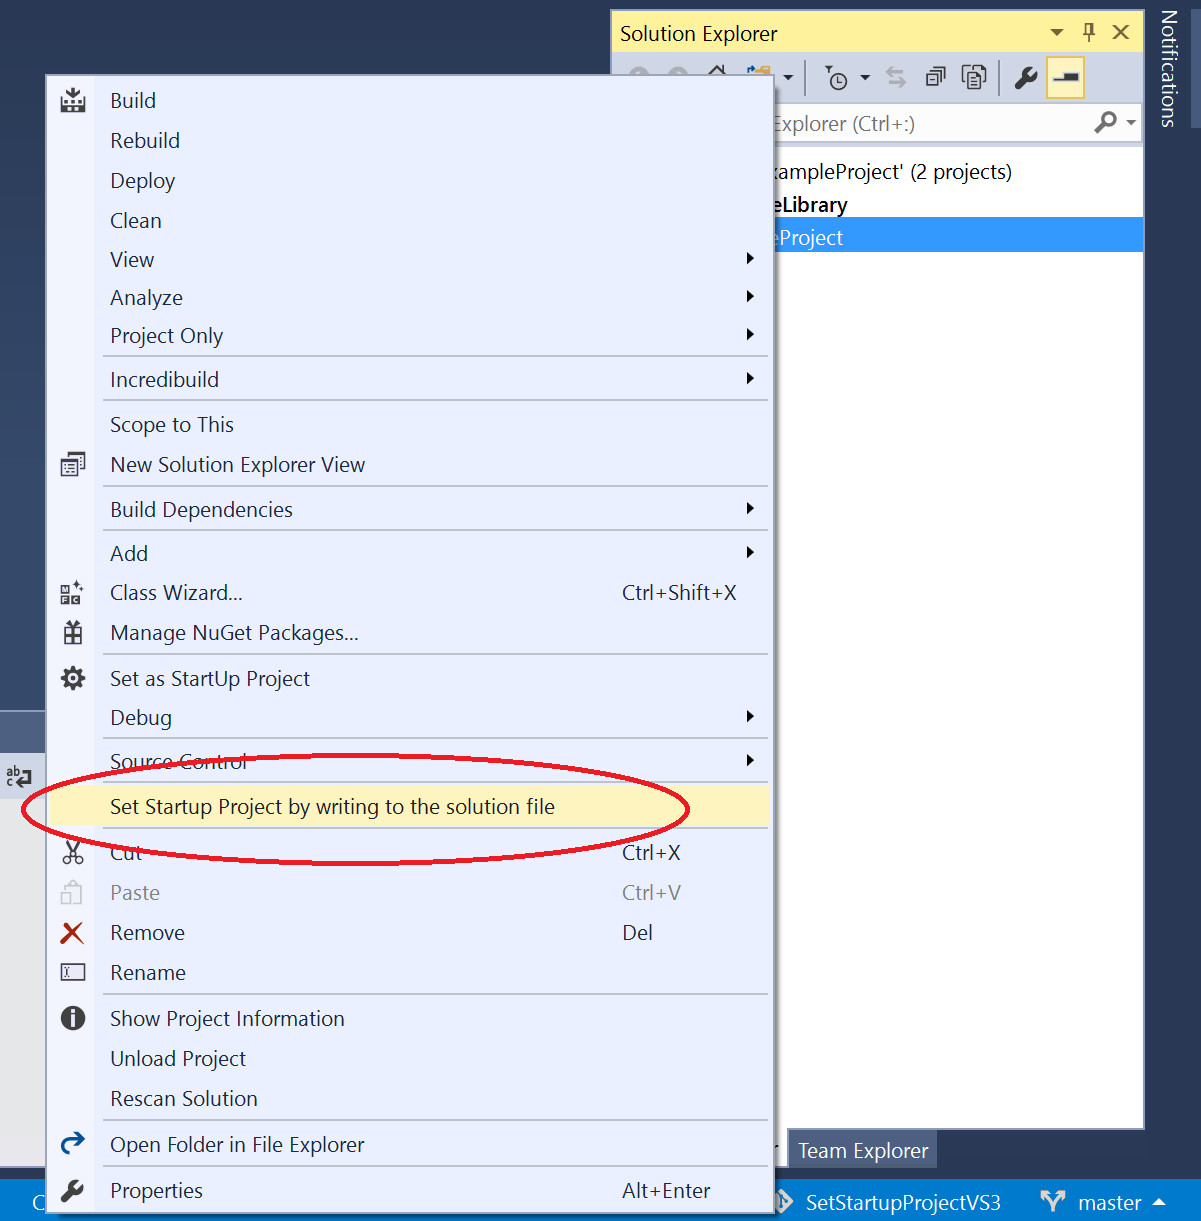 Solution Explorer
Notifications
Explorer (Ctrl+:)
xampleProject' (2 projects)
eLibrary
eProject
Build
Rebuild
Deploy
Clean
View
Analyze
Project Only
Incredibuild
Scope to This
New Solution Explorer View
Build Dependencies
Add
Class Wizard... Ctrl+Shift+X
Manage NuGet Packages...
Set as StartUp Project
Debug
Source Control
Set Startup Project by writing to the solution file
Cut Ctrl+X
Paste Ctrl+V
Remove Del
Rename
Show Project Information
Unload Project
Rescan Solution
Open Folder in File Explorer
Properties Alt+Enter
Team Explorer
SetStartupProjectVS3 master